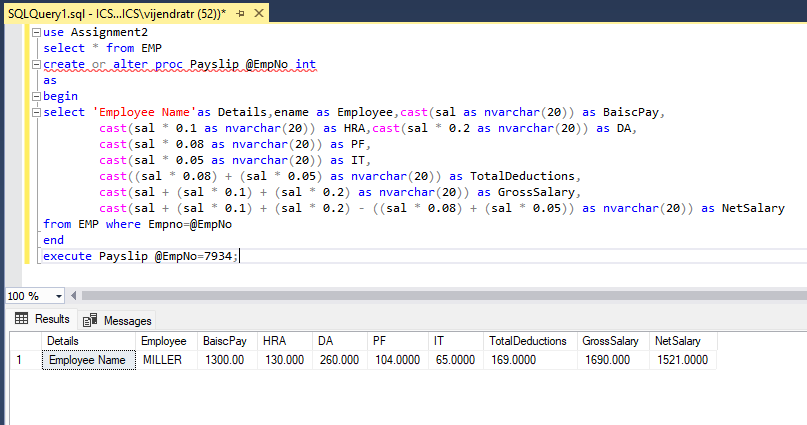 SQLQuery1.sql - ICS...ICS\vijendratr (52))*
use Assignment2
select * from EMP
create or alter proc Payslip @EmpNo int
as
begin
select 'Employee Name'as Details,ename as Employee,cast(sal as nvarchar(20)) as BaiscPay,
cast(sal * 0.1 as nvarchar(20)) as HRA,cast(sal * 0.2 as nvarchar(20)) as DA,
cast(sal * 0.08 as nvarchar(20)) as PF,
cast(sal * 0.05 as nvarchar(20)) as IT,
cast((sal * 0.08) + (sal * 0.05) as nvarchar(20)) as TotalDeductions,
cast(sal + (sal * 0.1) + (sal * 0.2) as nvarchar(20)) as GrossSalary,
cast(sal + (sal * 0.1) + (sal * 0.2) - ((sal * 0.08) + (sal * 0.05)) as nvarchar(20)) as NetSalary
from EMP where Empno=@EmpNo
end
execute Payslip @EmpNo=7934;
100 %
Results Messages
Details Employee BaiscPay HRA DA PF IT TotalDeductions GrossSalary NetSalary
1 Employee Name MILLER 1300.00 130.000 260.000 104.0000 65.0000 169.0000 1690.000 1521.0000